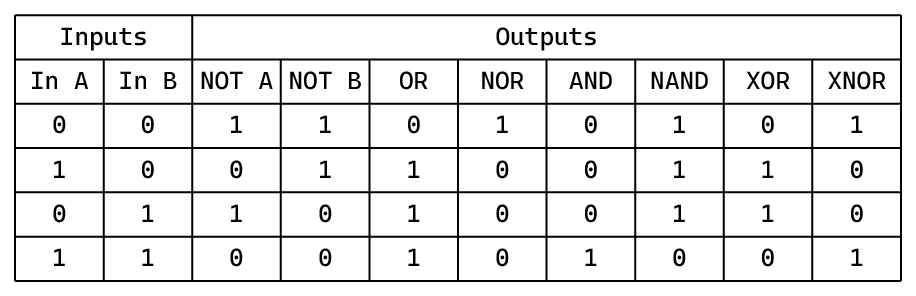 Inputs Outputs
In A In B NOT A NOT B OR NOR AND NAND XOR XNOR
0 0 1 1 0 1 0 1 0 1
1 0 0 1 1 0 0 1 1 0
0 1 1 0 1 0 0 1 1 0
1 1 0 0 1 0 1 0 0 1